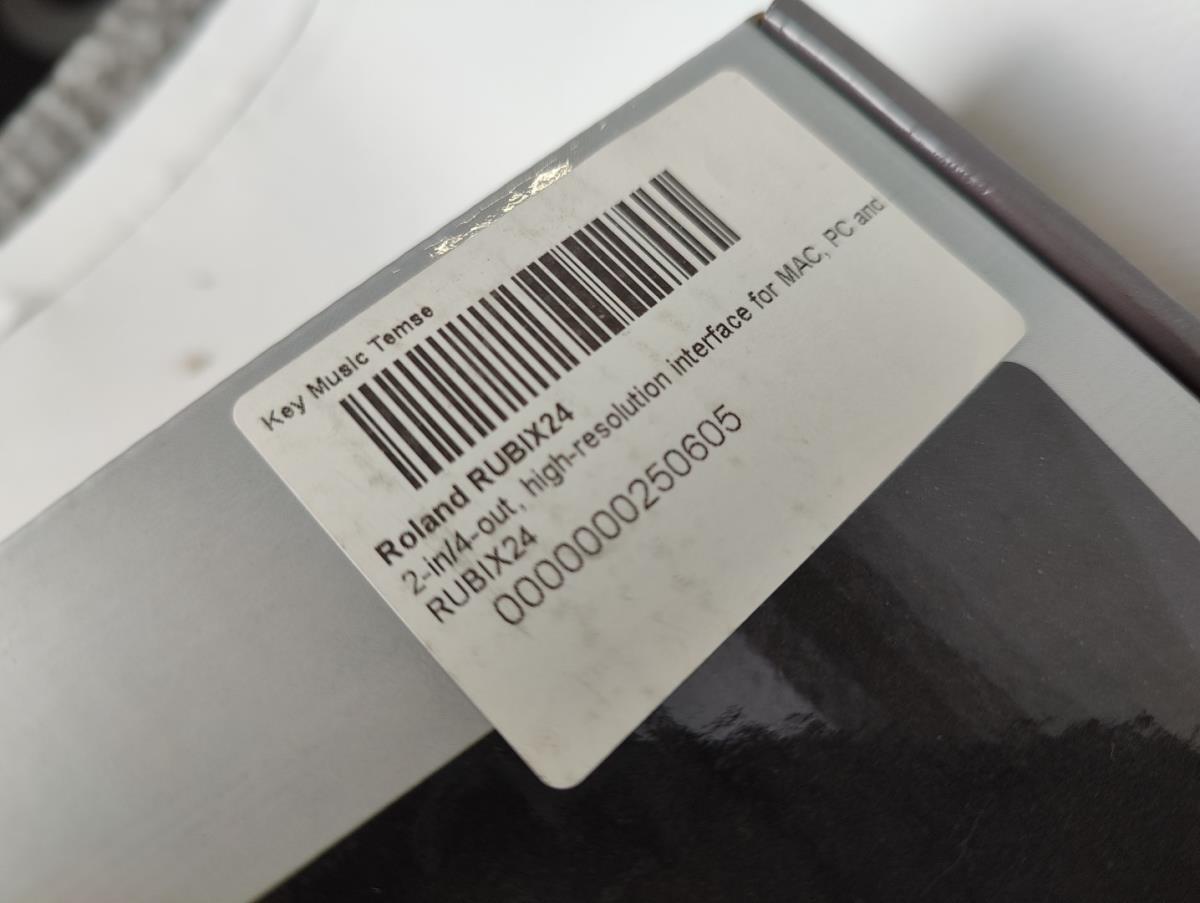 Key Music Temse
Roland RUBIX24
2-in/4-out, high-resolution interface for MAC, PC and
RUBIX24
0000000250605